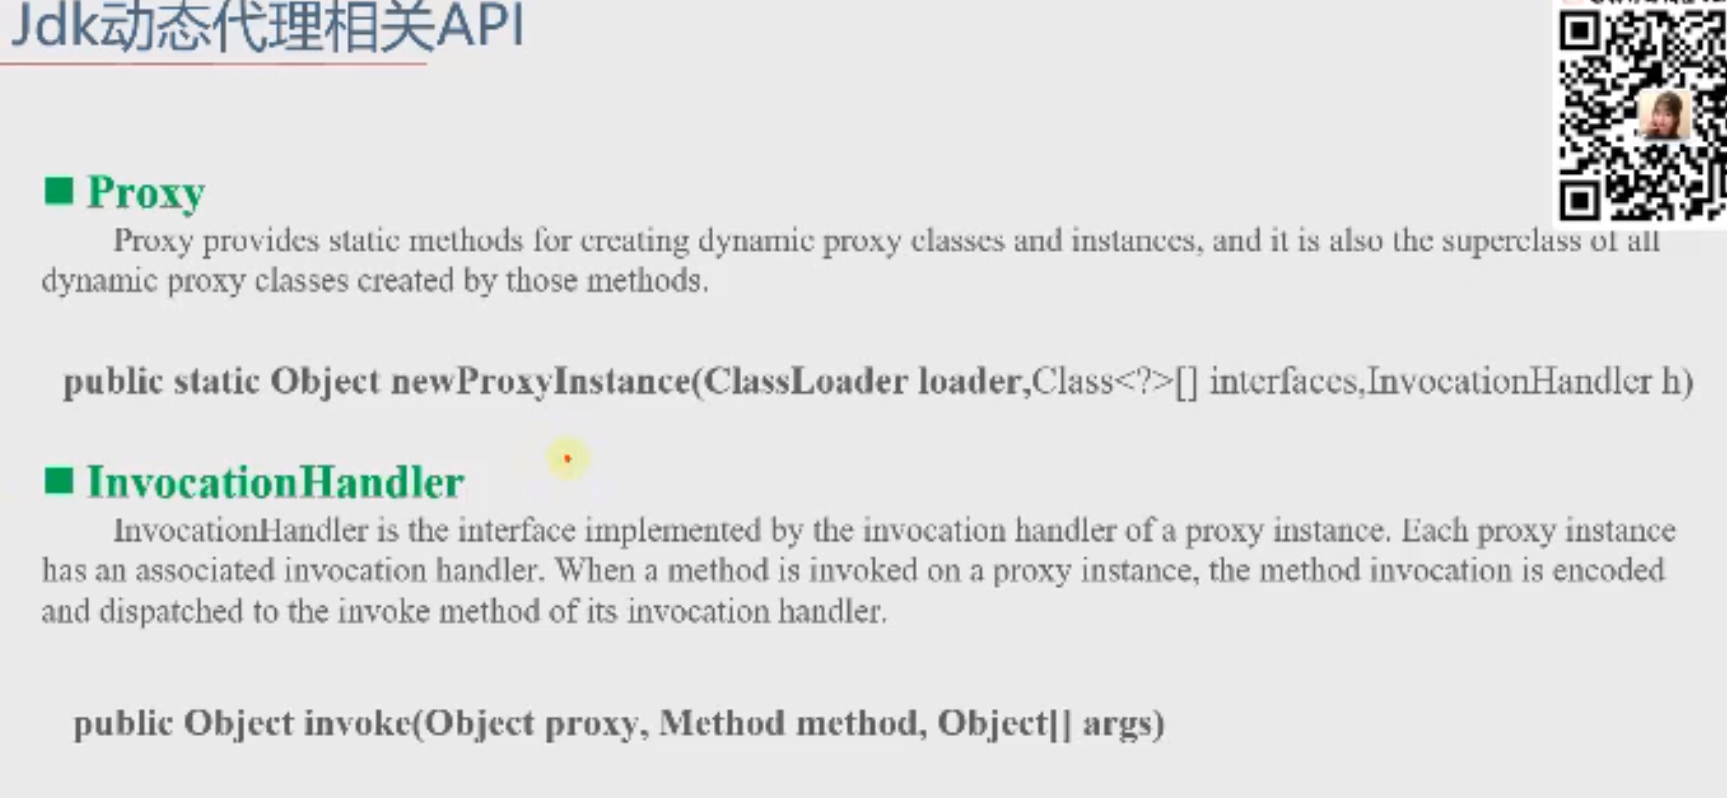 Jdk动态代理相关API
Proxy
Proxy provides static methods for creating dynamic proxy classes and instances, and it is also the superclass of all
dynamic proxy classes created by those methods.
public static Object newProxyInstance(ClassLoader loader,Class<?>[] interfaces,InvocationHandler h)
InvocationHandler
InvocationHandler is the interface implemented by the invocation handler of a proxy instance. Each proxy instance
has an associated invocation handler. When a method is invoked on a proxy instance, the method invocation is encoded
and dispatched to the invoke method of its invocation handler.
public Object invoke(Object proxy, Method method, Object[] args)